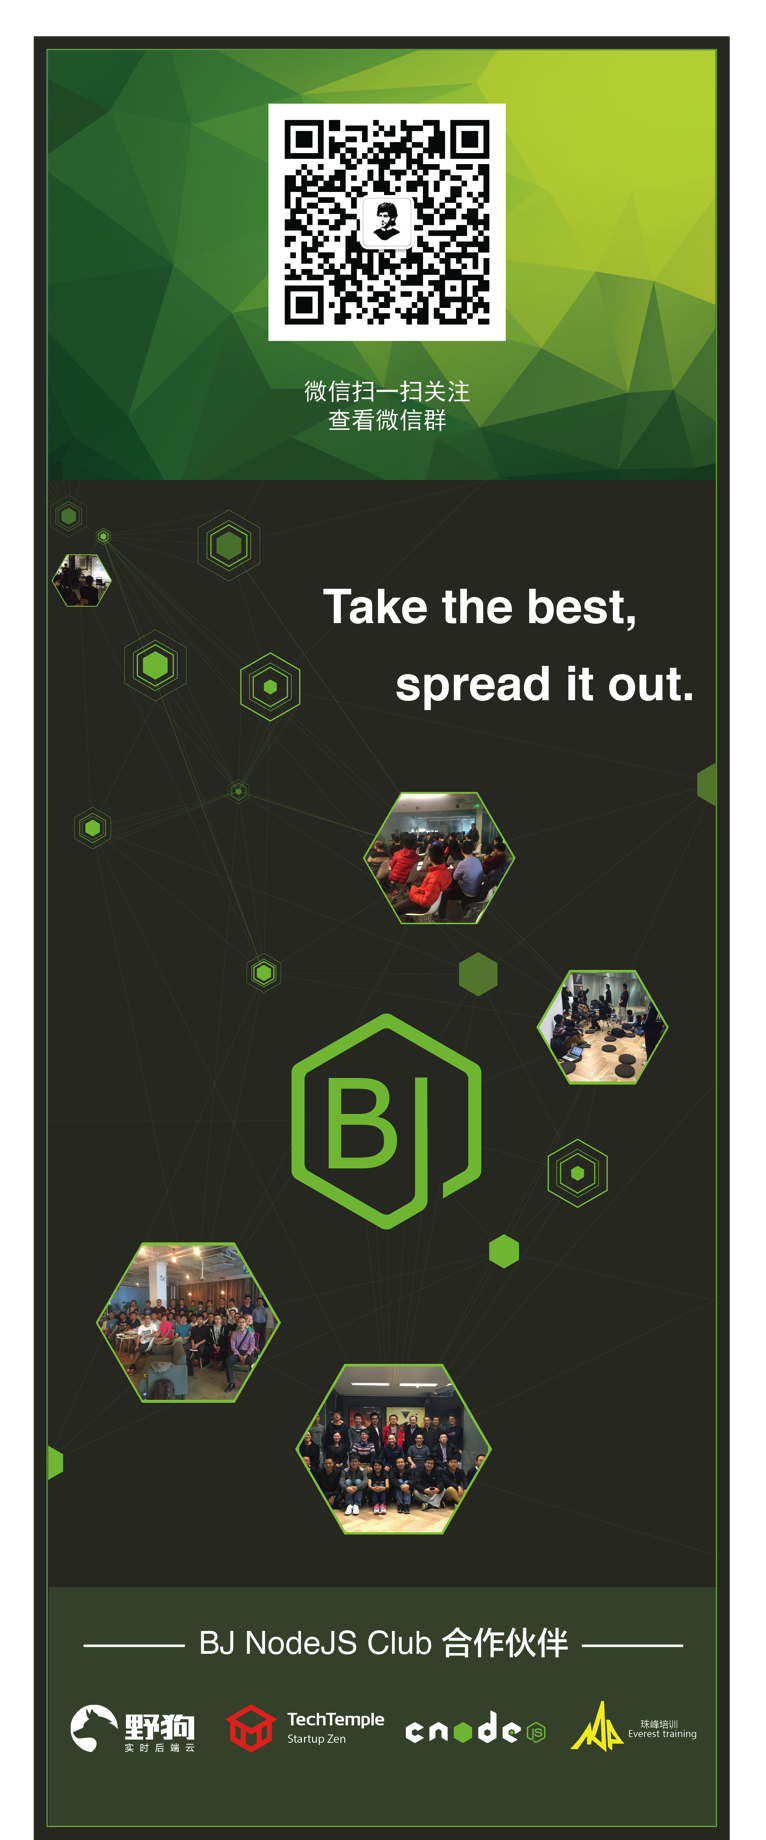 微信扫一扫关注
查看微信群
Take the best,
spread it out.
BJ
BJ NodeJS Club 合作伙伴
野狗
实时后端云
TechTemple
Startup Zen
cnode JS
珠峰培训
Everest training